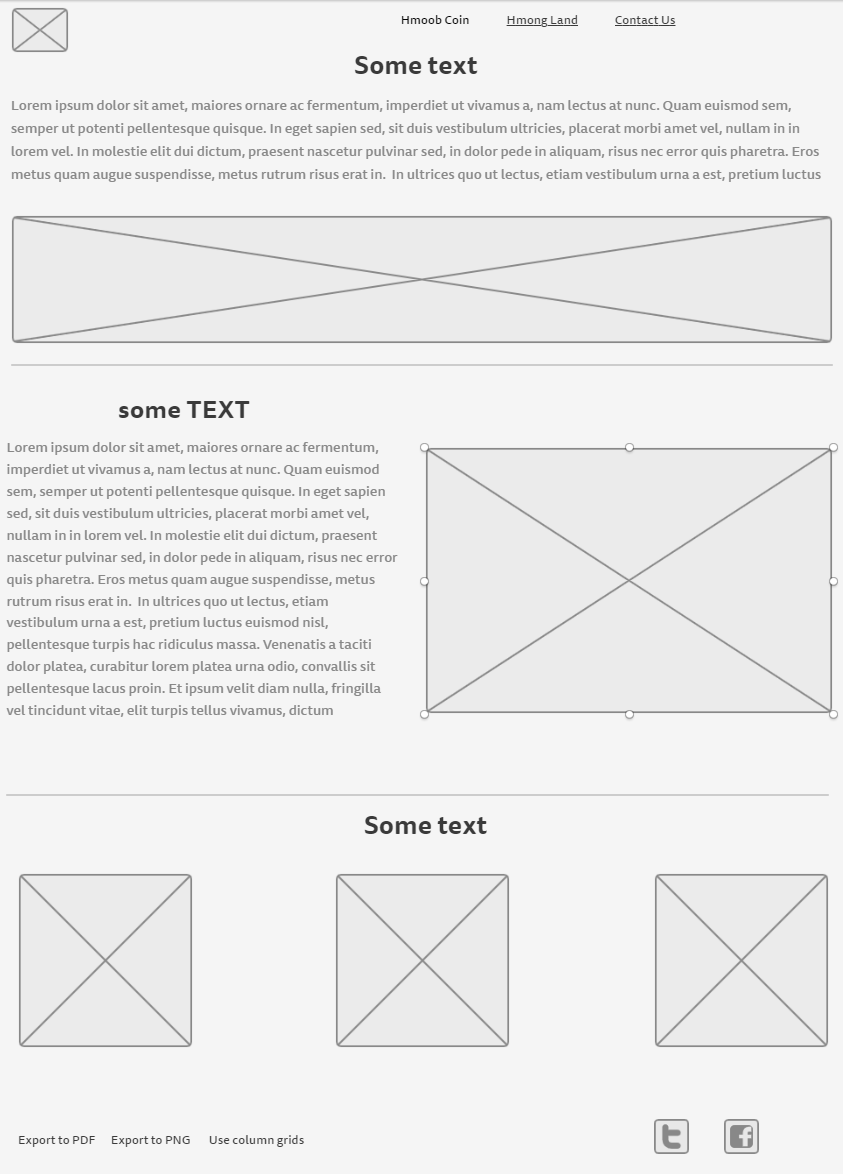 Hmoob Coin Hmong Land Contact Us
Some text
Lorem ipsum dolor sit amet, maiores ornare ac fermentum, imperdiet ut vivamus a, nam lectus at nunc. Quam euismod sem,
semper ut potenti pellentesque quisque. In eget sapien sed, sit duis vestibulum ultricies, placerat morbi amet vel, nullam in in
lorem vel. In molestie elit dui dictum, praesent nascetur pulvinar sed, in dolor pede in aliquam, risus nec error quis pharetra. Eros
metus quam augue suspendisse, metus rutrum risus erat in. In ultrices quo ut lectus, etiam vestibulum urna a est, pretium luctus
some TEXT
Lorem ipsum dolor sit amet, maiores ornare ac fermentum,
imperdiet ut vivamus a, nam lectus at nunc. Quam euismod
sem, semper ut potenti pellentesque quisque. In eget sapien
sed, sit duis vestibulum ultricies, placerat morbi amet vel,
nullam in in lorem vel. In molestie elit dui dictum, praesent
nascetur pulvinar sed, in dolor pede in aliquam, risus nec error
quis pharetra. Eros metus quam augue suspendisse, metus
rutrum risus erat in. In ultrices quo ut lectus, etiam
vestibulum urna a est, pretium luctus euismod nisl,
pellentesque turpis hac ridiculus massa. Venenatis a taciti
dolor platea, curabitur lorem platea urna odio, convallis sit
pellentesque lacus proin. Et ipsum velit diam nulla, fringilla
vel tincidunt vitae, elit turpis tellus vivamus, dictum
Some text
Export to PDF Export to PNG Use column grids